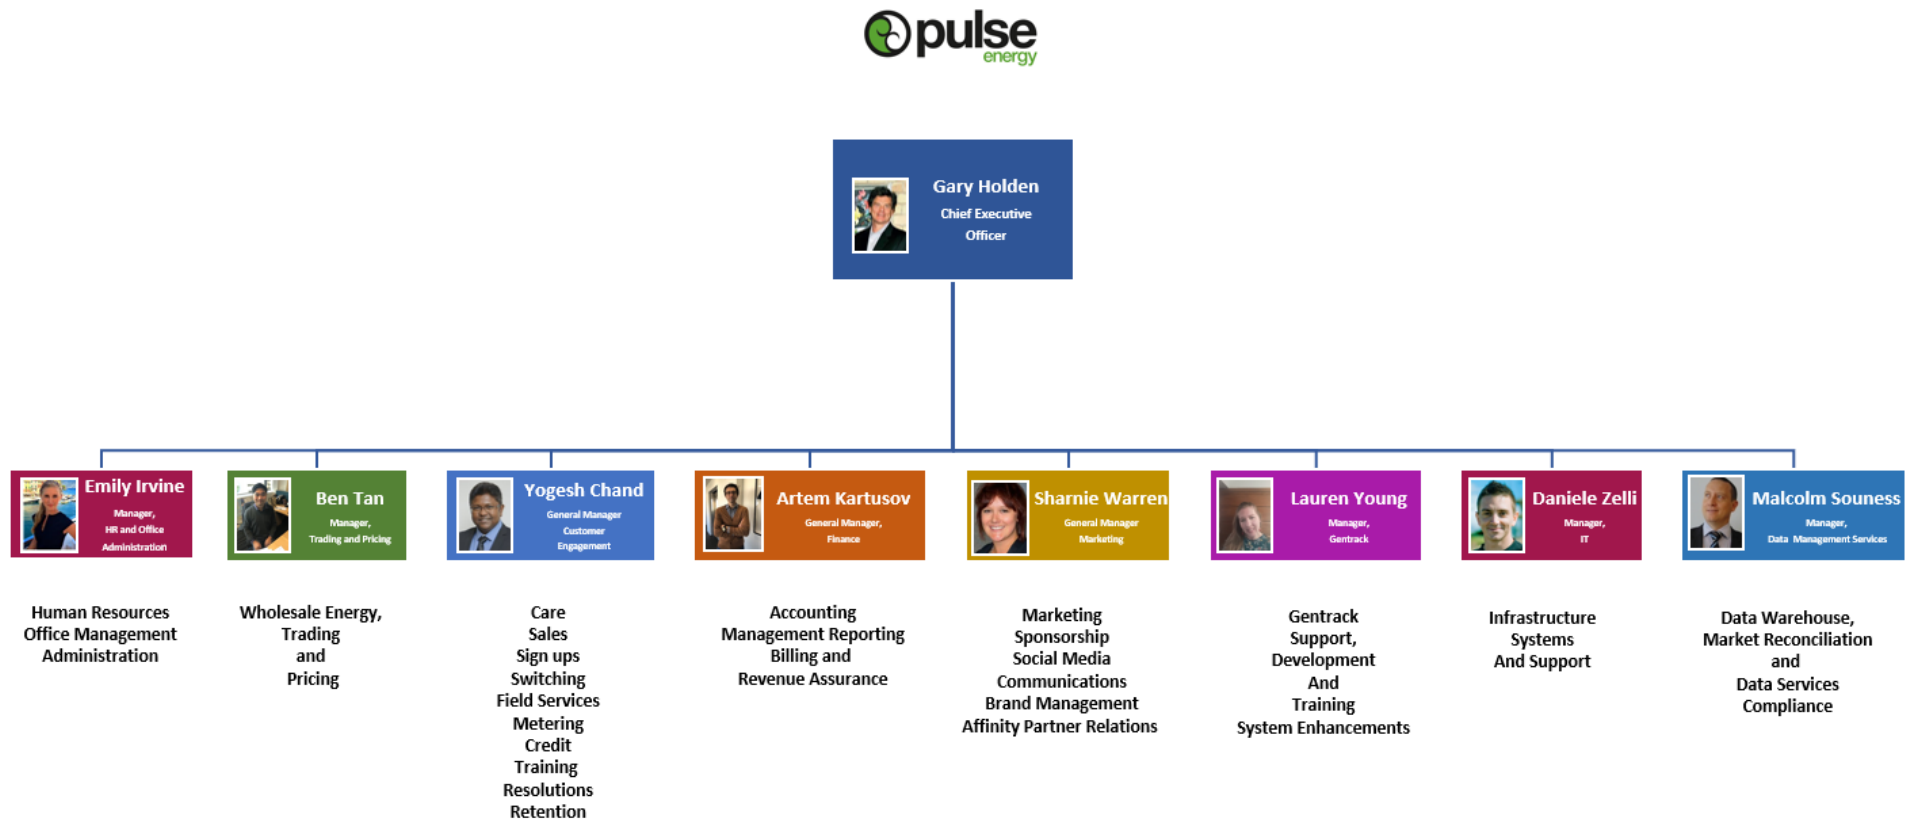 pulse
energy
Gary Holden
Chief Executive
Officer
Emily Irvine
Manager,
HR and Office
Administration
Human Resources
Office Management
Administration
Ben Tan
Manager,
Trading and Pricing
Wholesale Energy,
Trading
and
Pricing
Yogesh Chand
General Manager
Customer
Engagement
Care
Sales
Sign ups
Switching
Field Services
Metering
Credit
Training
Resolutions
Retention
Artem Kartusov
General Manager,
Finance
Accounting
Management Reporting
Billing and
Revenue Assurance
Sharnie Warren
General Manager
Marketing
Marketing
Sponsorship
Social Media
Communications
Brand Management
Affinity Partner Relations
Lauren Young
Manager,
Gentrack
Gentrack
Support,
Development
And
Training
System Enhancements
Daniele Zelli
Manager,
IT
Infrastructure
Systems
And Support
Malcolm Souness
Manager,
Data Management Services
Data Warehouse,
Market Reconciliation
and
Data Services
Compliance